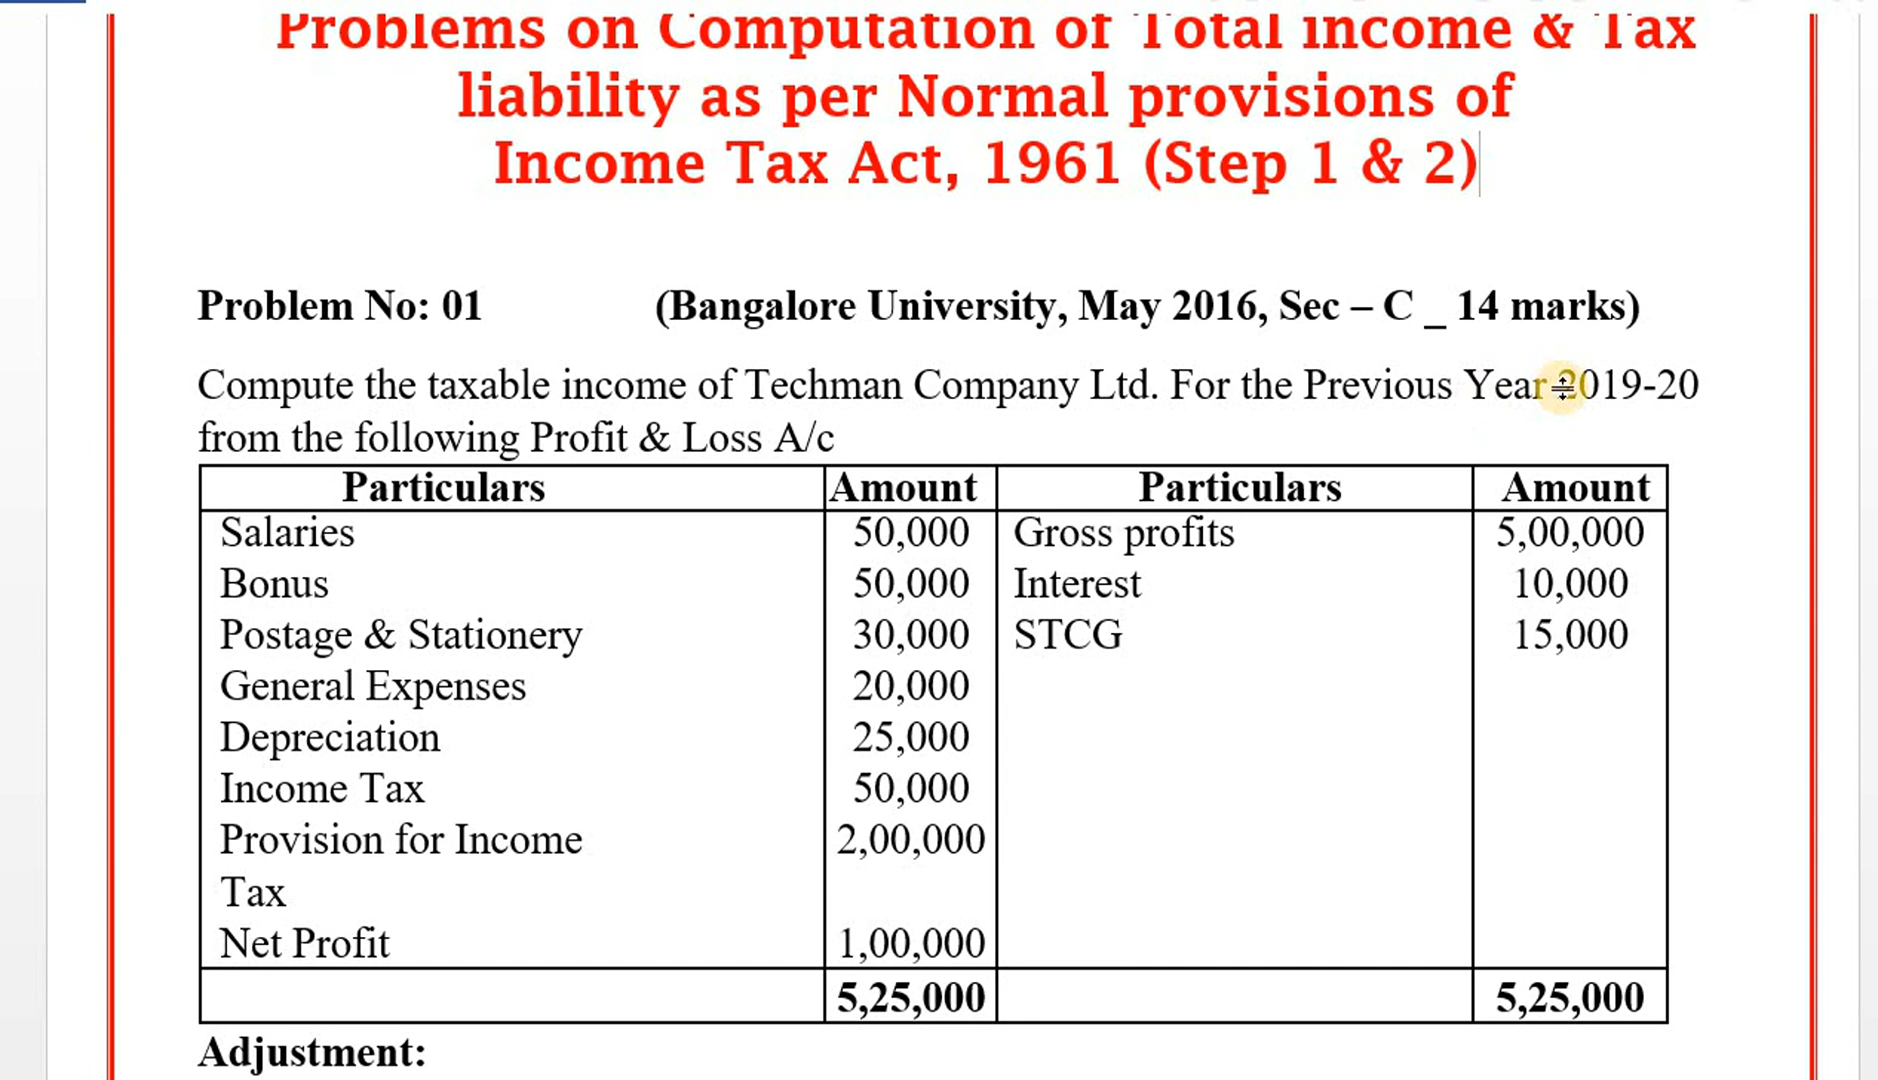 Problems on Computation of Total income & Tax
liability as per Normal provisions of
Income Tax Act, 1961 (Step 1 & 2)
Problem No: 01 (Bangalore University, May 2016, Sec – C _ 14 marks)
Compute the taxable income of Techman Company Ltd. For the Previous Year 2019-20
from the following Profit & Loss A/c
Particulars Amount Particulars Amount
Salaries 50,000 Gross profits 5,00,000
Bonus 50,000 Interest 10,000
Postage & Stationery 30,000 STCG 15,000
General Expenses 20,000
Depreciation 25,000
Income Tax 50,000
Provision for Income 2,00,000
Tax
Net Profit 1,00,000
5,25,000 5,25,000
Adjustment: